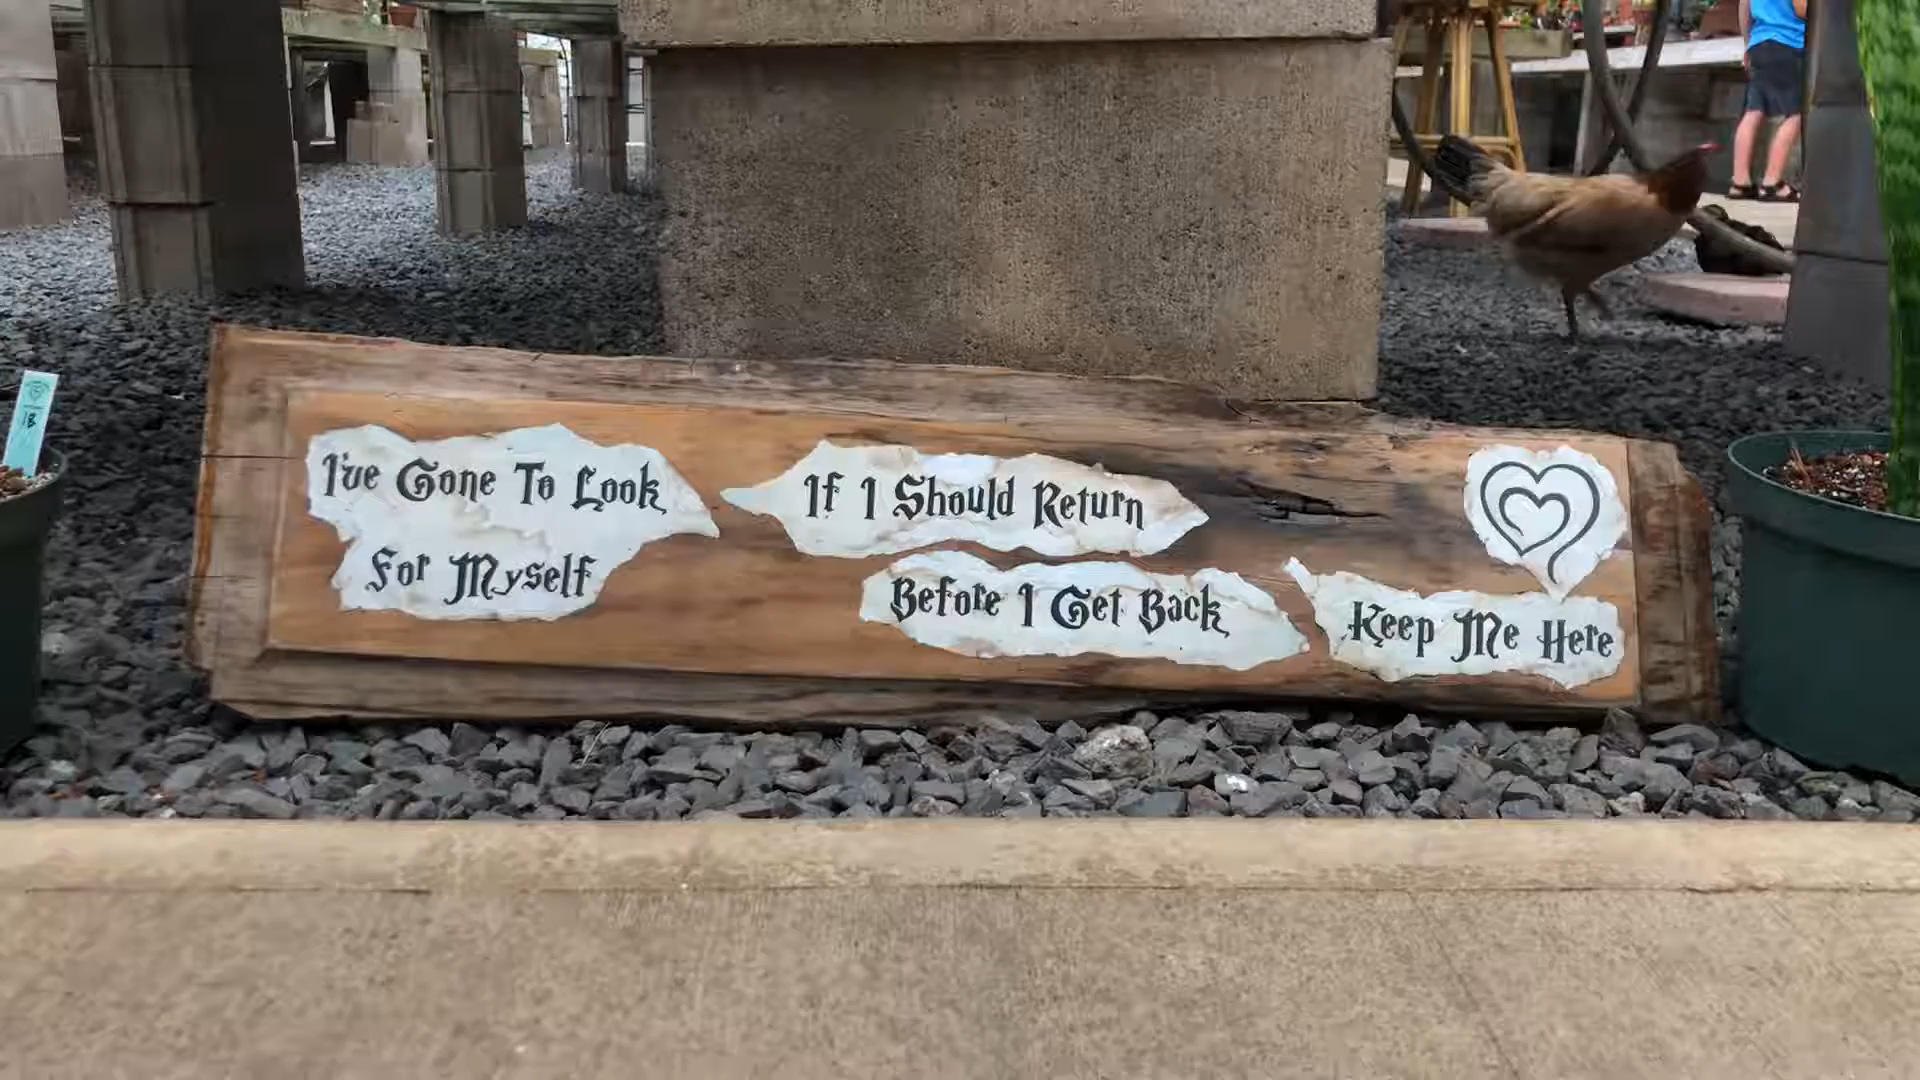 I've Gone To Look
For Myself
If I Should Return
Before I Get Back
Keep Me Here